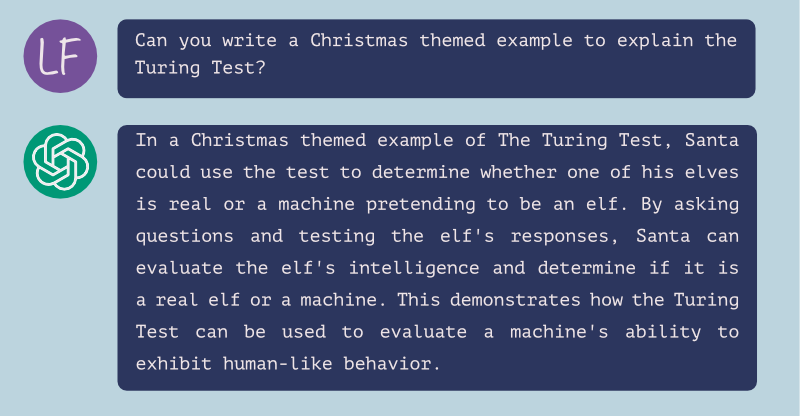 LF
Can you write a Christmas themed example to explain the
Turing Test?
In a Christmas themed example of The Turing Test, Santa
could use the test to determine whether one of his elves
is real or a machine pretending to be an elf. By asking
questions and testing the elf's responses, Santa can
evaluate the elf's intelligence and determine if it is
a real elf or a machine. This demonstrates how the Turing
Test can be used to evaluate a machine's ability to
exhibit human-like behavior.